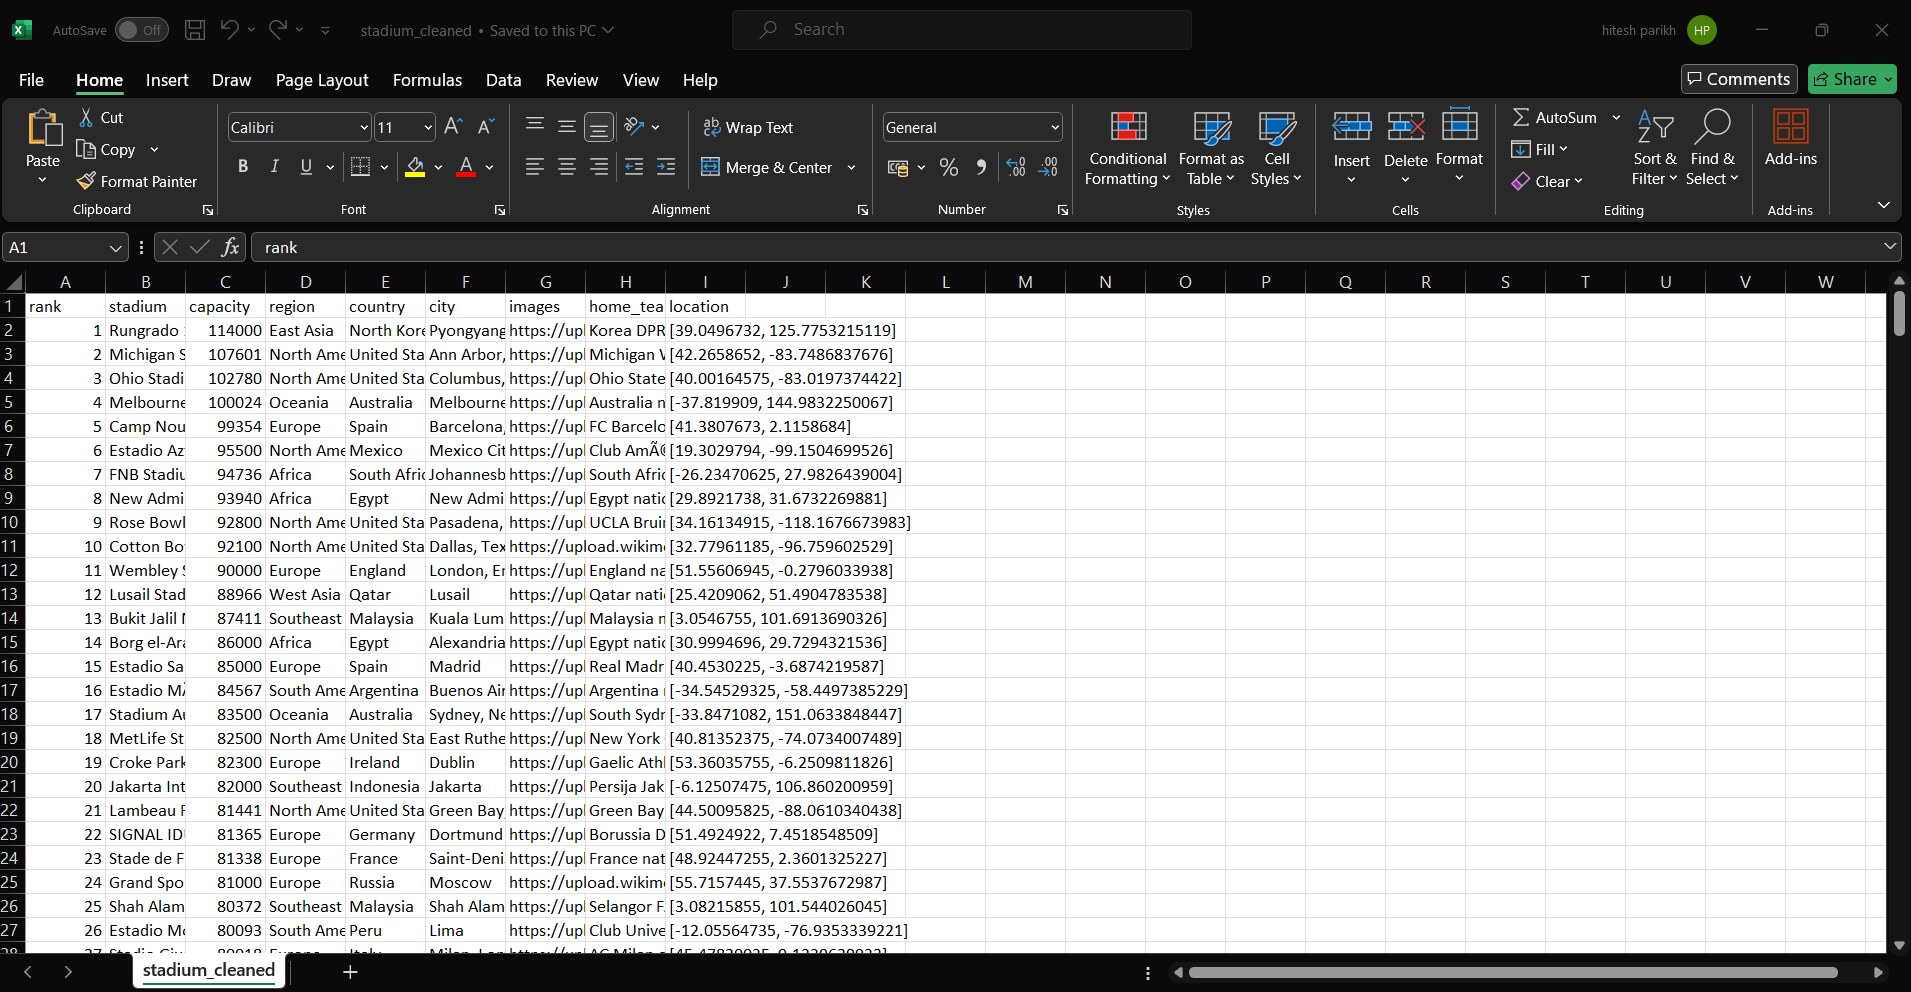 AutoSave Off stadium_cleaned • Saved to this PC Search hitesh parikh HP
File Home Insert Draw Page Layout Formulas Data Review View Help Comments Share
Paste Cut Copy Format Painter
Calibri 11
B I U A
Wrap Text
Merge & Center
General
Conditional Formatting Format as Table Cell Styles
Insert Delete Format
AutoSum Fill Clear
Sort & Filter Find & Select
Add-ins
Clipboard Font Alignment Number Styles Cells Editing Add-ins
A1 fx rank
A B C D E F G H I J K L M N O P Q R S T U V W
1 rank stadium capacity region country city images home_tea location
2 1 Rungrado 114000 East Asia North Kore Pyongyang https://upl Korea DPR [39.0496732, 125.7753215119]
3 2 Michigan S 107601 North Ame United Sta Ann Arbor, https://upl Michigan W [42.2658652, -83.7486837676]
4 3 Ohio Stadi 102780 North Ame United Sta Columbus, https://upl Ohio State [40.00164575, -83.0197374422]
5 4 Melbourne 100024 Oceania Australia Melbourne https://upl Australia n [-37.819909, 144.9832250067]
6 5 Camp Nou 99354 Europe Spain Barcelona, https://upl FC Barcelo [41.3807673, 2.1158684]
7 6 Estadio Az 95500 North Ame Mexico Mexico Cit https://upl Club AmÃ© [19.3029794, -99.1504699526]
8 7 FNB Stadiu 94736 Africa South Afric Johannesb https://upl South Afric [-26.23470625, 27.9826439004]
9 8 New Admi 93940 Africa Egypt New Admi https://upl Egypt natio [29.8921738, 31.6732269881]
10 9 Rose Bowl 92800 North Ame United Sta Pasadena, https://upl UCLA Bruin [34.16134915, -118.1676673983]
11 10 Cotton Bo 92100 North Ame United Sta Dallas, Tex https://upload.wikime [32.77961185, -96.759602529]
12 11 Wembley S 90000 Europe England London, En https://upl England na [51.55606945, -0.2796033938]
13 12 Lusail Stad 88966 West Asia Qatar Lusail https://upl Qatar nati [25.4209062, 51.4904783538]
14 13 Bukit Jalil N 87411 Southeast Malaysia Kuala Lum https://upl Malaysia n [3.0546755, 101.6913690326]
15 14 Borg el-Ara 86000 Africa Egypt Alexandria https://upl Egypt natio [30.9994696, 29.7294321536]
16 15 Estadio Sa 85000 Europe Spain Madrid https://upl Real Madr [40.4530225, -3.6874219587]
17 16 Estadio MÃ 84567 South Ame Argentina Buenos Air https://upl Argentina [-34.54529325, -58.4497385229]
18 17 Stadium Au 83500 Oceania Australia Sydney, Ne https://upl South Sydn [-33.8471082, 151.0633848447]
19 18 MetLife St 82500 North Ame United Sta East Ruthe https://upl New York [40.81352375, -74.0734007489]
20 19 Croke Park 82300 Europe Ireland Dublin https://upl Gaelic Athl [53.36035755, -6.2509811826]
21 20 Jakarta Int 82000 Southeast Indonesia Jakarta https://upl Persija Jak [-6.12507475, 106.860200959]
22 21 Lambeau F 81441 North Ame United Sta Green Bay, https://upl Green Bay [44.50095825, -88.0610340438]
23 22 SIGNAL IDU 81365 Europe Germany Dortmund https://upl Borussia D [51.4924922, 7.4518548509]
24 23 Stade de F 81338 Europe France Saint-Deni https://upl France nat [48.92447255, 2.3601325227]
25 24 Grand Spo 81000 Europe Russia Moscow https://upload.wikime [55.7157445, 37.5537672987]
26 25 Shah Alam 80372 Southeast Malaysia Shah Alam https://upl Selangor F. [3.08215855, 101.544026045]
27 26 Estadio Mo 80093 South Ame Peru Lima https://upl Club Unive [-12.05564735, -76.9353339221]
stadium_cleaned